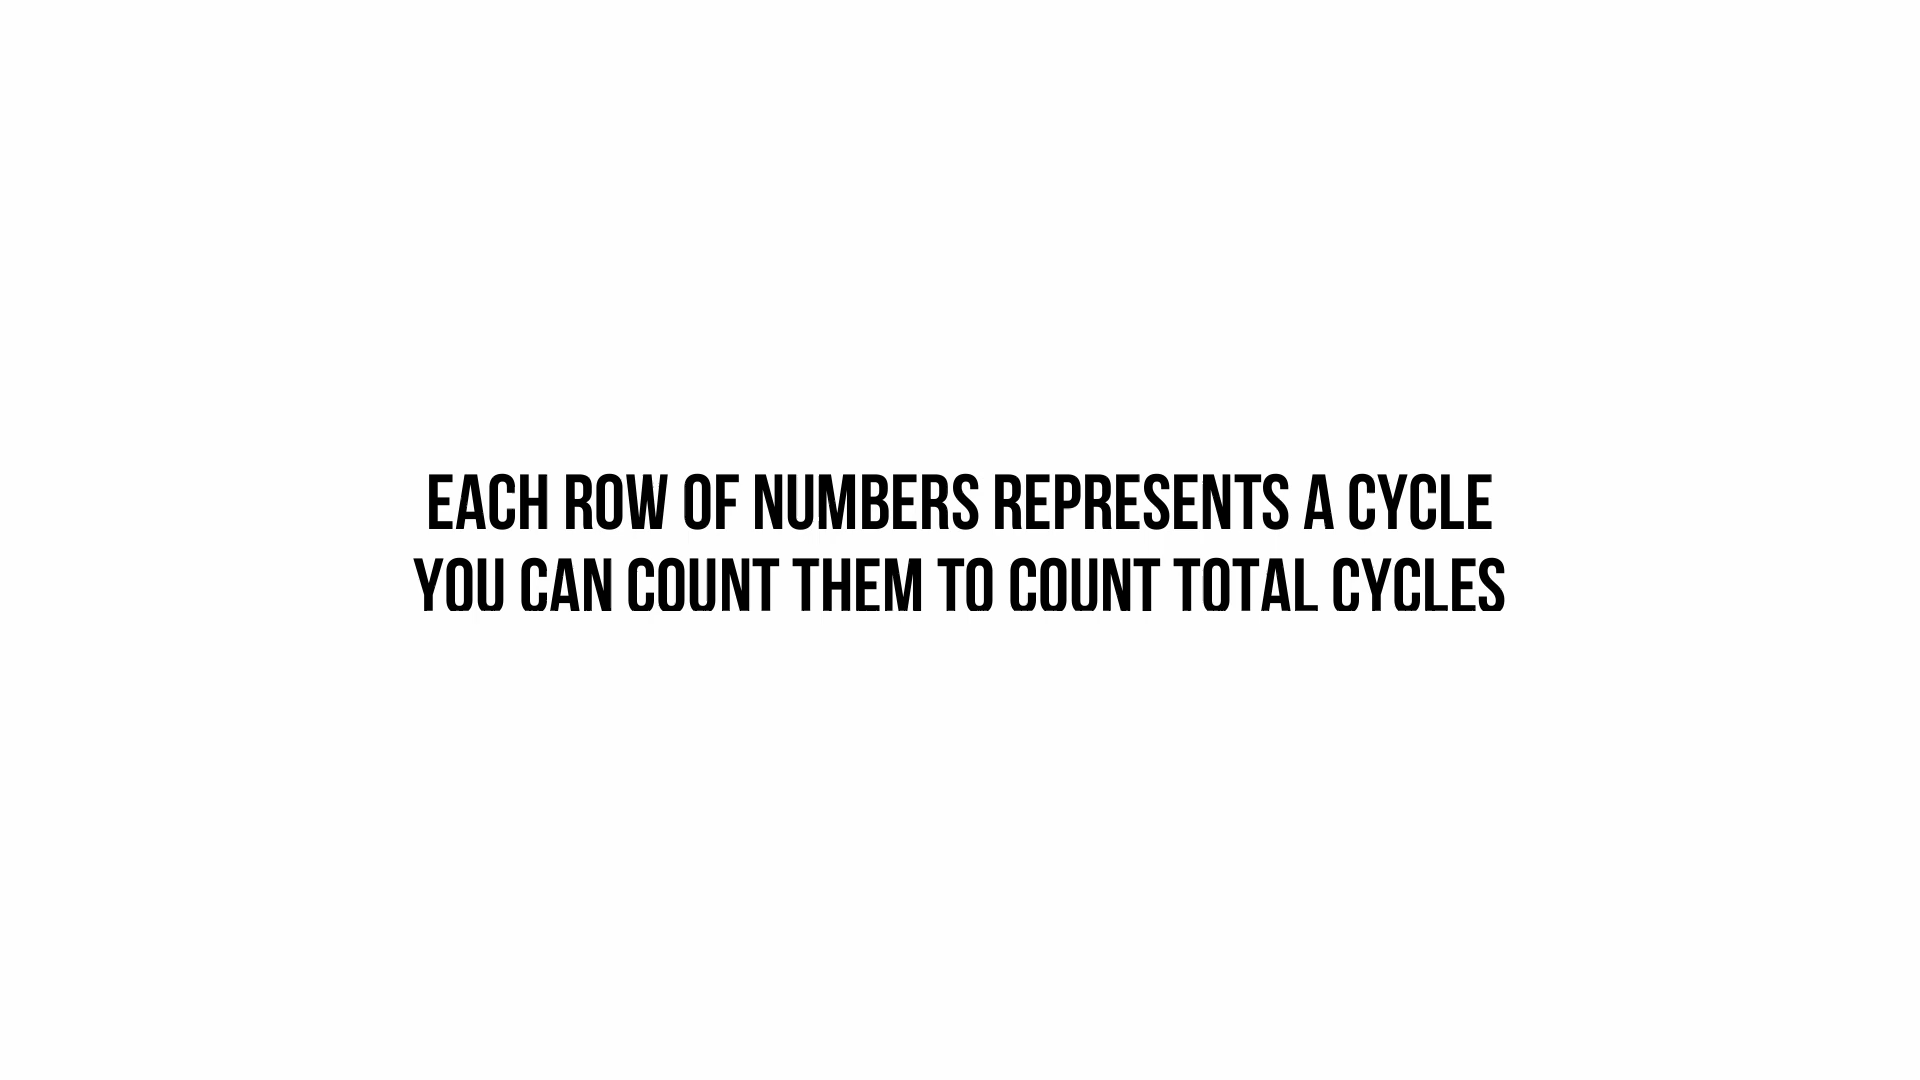 EACH ROW OF NUMBERS REPRESENTS A CYCLE
YOU CAN COUNT THEM TO COUNT TOTAL CYCLES